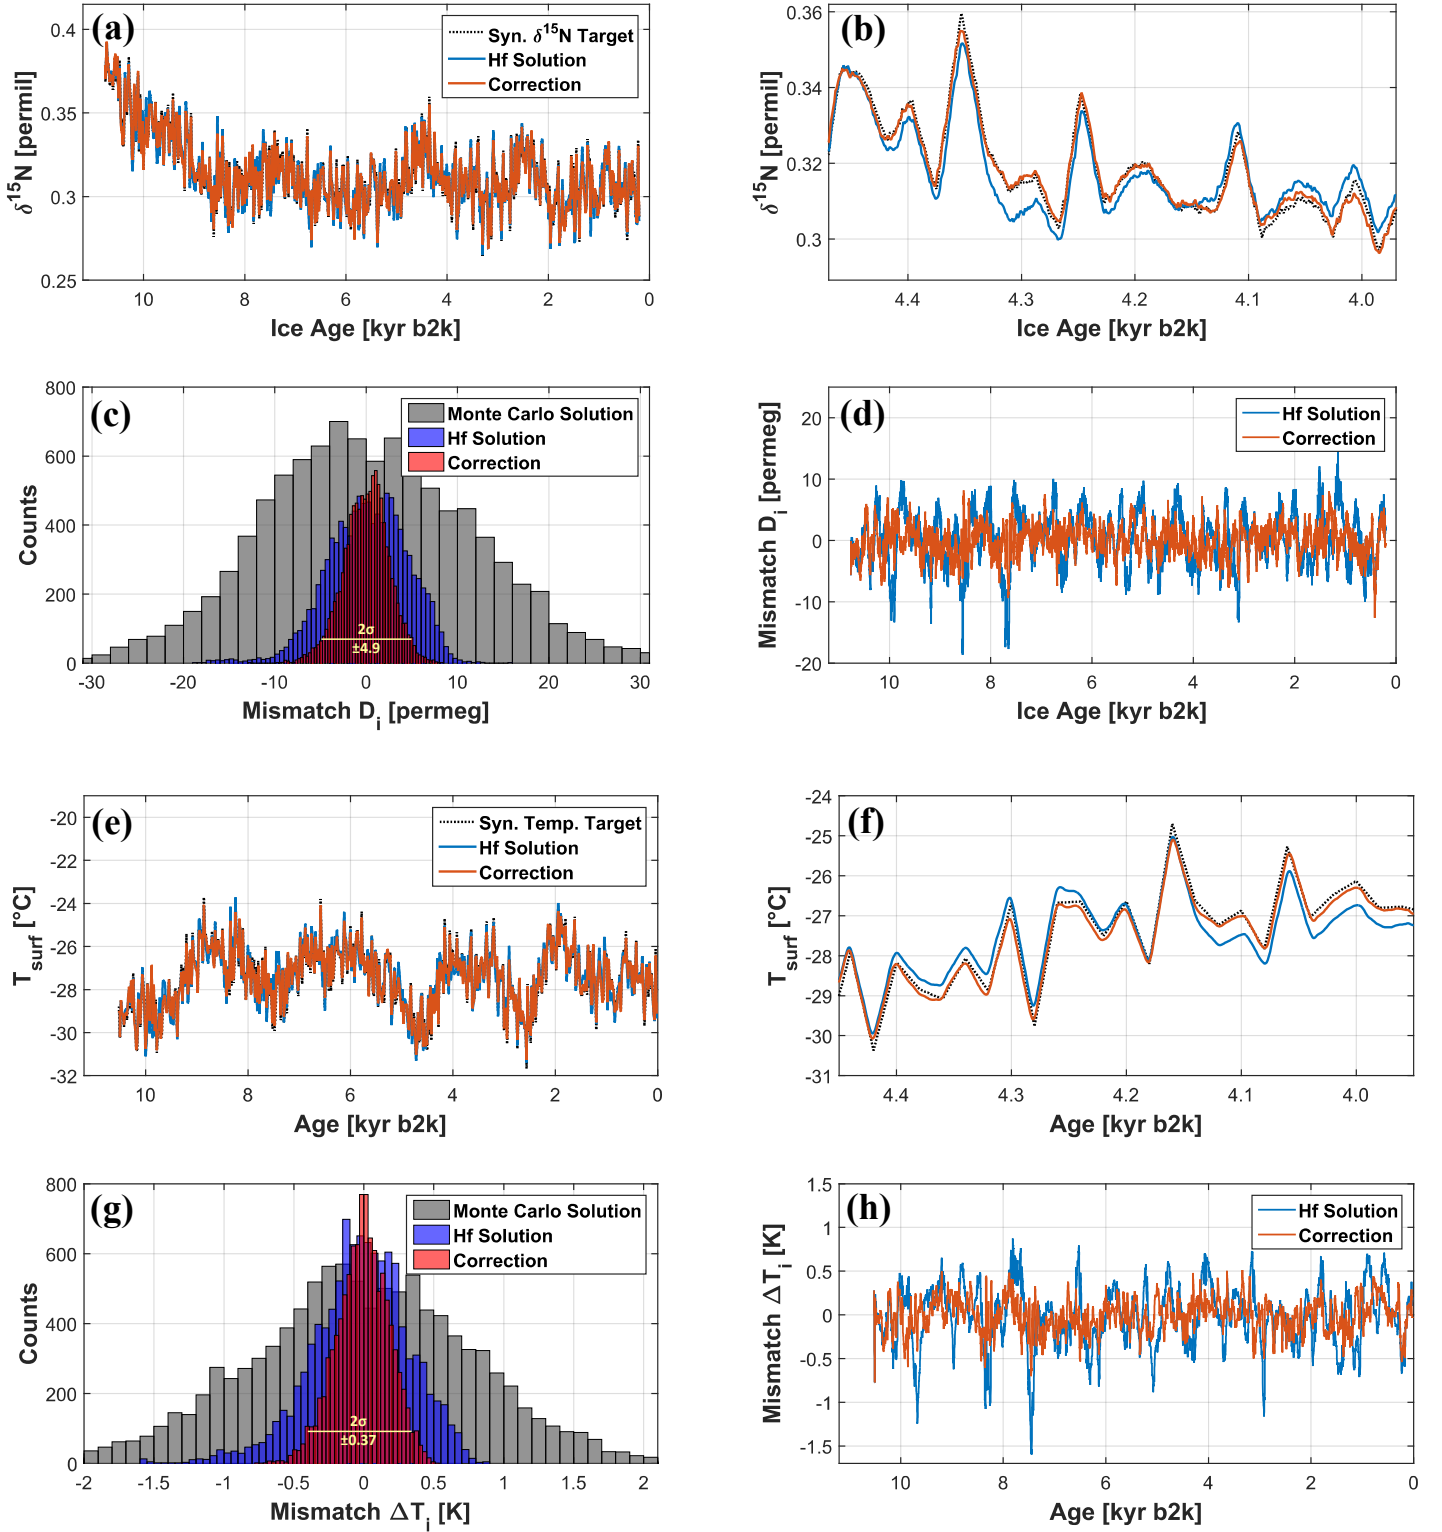 (a)
Syn. δ15N Target
Hf Solution
Correction
0.4
0.35
0.3
0.25
δ15N [permil]
10
8
6
4
2
0
Ice Age [kyr b2k]
(b)
0.36
0.34
0.32
0.3
δ15N [permil]
4.4
4.3
4.2
4.1
4.0
Ice Age [kyr b2k]
(c)
Monte Carlo Solution
Hf Solution
Correction
800
600
400
200
0
Counts
2σ
±4.9
-30
-20
-10
0
10
20
30
Mismatch Di [permeg]
(d)
Hf Solution
Correction
20
10
0
-10
-20
Mismatch Di [permeg]
10
8
6
4
2
0
Ice Age [kyr b2k]
(e)
Syn. Temp. Target
Hf Solution
Correction
-20
-22
-24
-26
-28
-30
-32
Tsurf [°C]
10
8
6
4
2
0
Age [kyr b2k]
(f)
-24
-25
-26
-27
-28
-29
-30
-31
Tsurf [°C]
4.4
4.3
4.2
4.1
4.0
Age [kyr b2k]
(g)
Monte Carlo Solution
Hf Solution
Correction
800
600
400
200
0
Counts
2σ
±0.37
-2
-1.5
-1
-0.5
0
0.5
1
1.5
2
Mismatch ΔTi [K]
(h)
Hf Solution
Correction
1.5
1
0.5
0
-0.5
-1
-1.5
Mismatch ΔTi [K]
10
8
6
4
2
0
Age [kyr b2k]